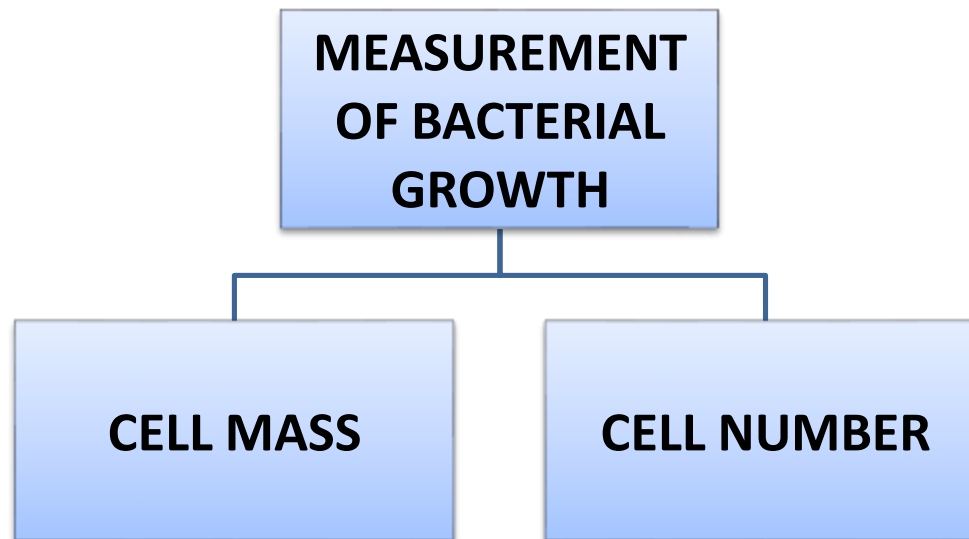 MEASUREMENT
OF BACTERIAL
GROWTH
CELL MASS
CELL NUMBER